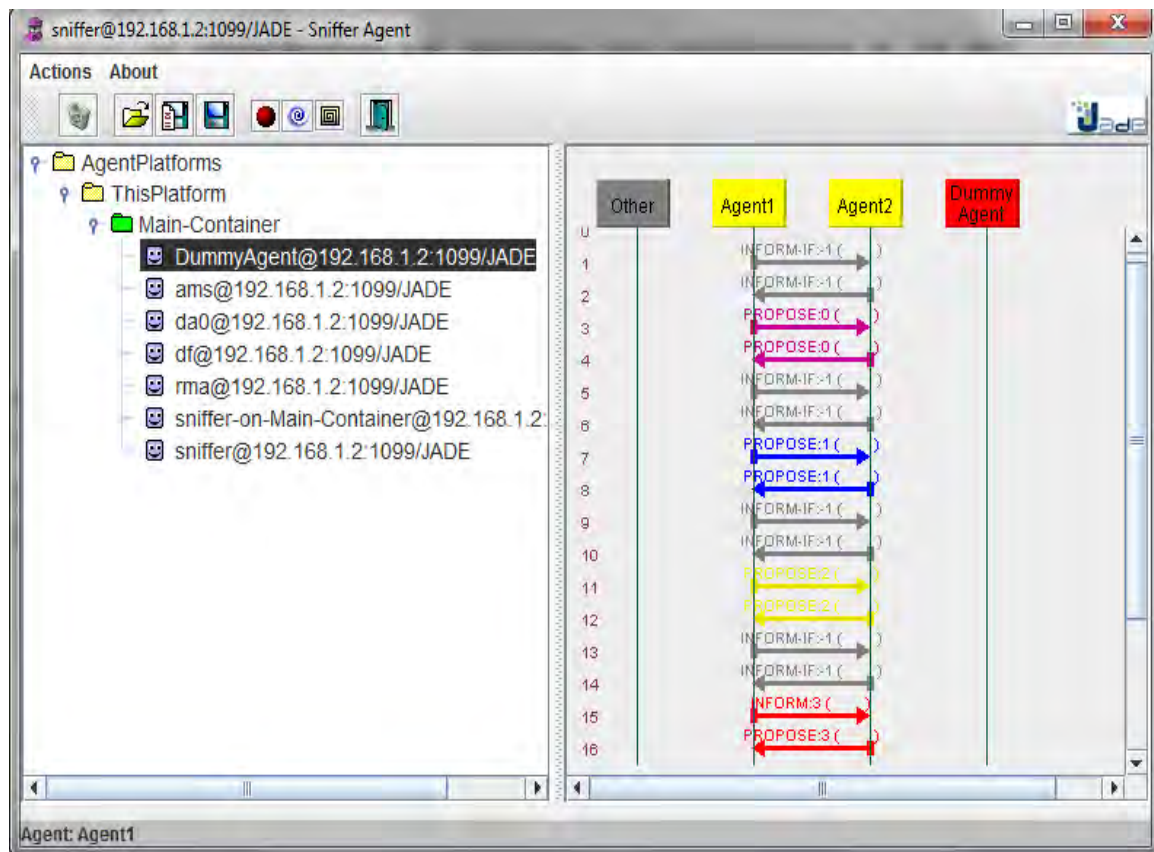 sniffer@192.168.1.2:1099/JADE - Sniffer Agent
Actions About
Jade
AgentPlatforms
ThisPlatform
Main-Container
DummyAgent@192.168.1.2:1099/JADE
ams@192.168.1.2:1099/JADE
da0@192.168.1.2:1099/JADE
df@192.168.1.2:1099/JADE
rma@192.168.1.2:1099/JADE
sniffer-on-Main-Container@192.168.1.2:
sniffer@192.168.1.2:1099/JADE
Other Agent1 Agent2 Dummy Agent
0
INFORM-IF:-1 ( )
1
INFORM-IF:-1 ( )
2
PROPOSE:0 ( )
3
PROPOSE:0 ( )
4
INFORM-IF:-1 ( )
5
INFORM-IF:-1 ( )
6
PROPOSE:1 ( )
7
PROPOSE:1 ( )
8
INFORM-IF:-1 ( )
9
INFORM-IF:-1 ( )
10
PROPOSE:2 ( )
11
PROPOSE:2 ( )
12
INFORM-IF:-1 ( )
13
INFORM-IF:-1 ( )
14
INFORM:3 ( )
15
PROPOSE:3 ( )
16
Agent: Agent1